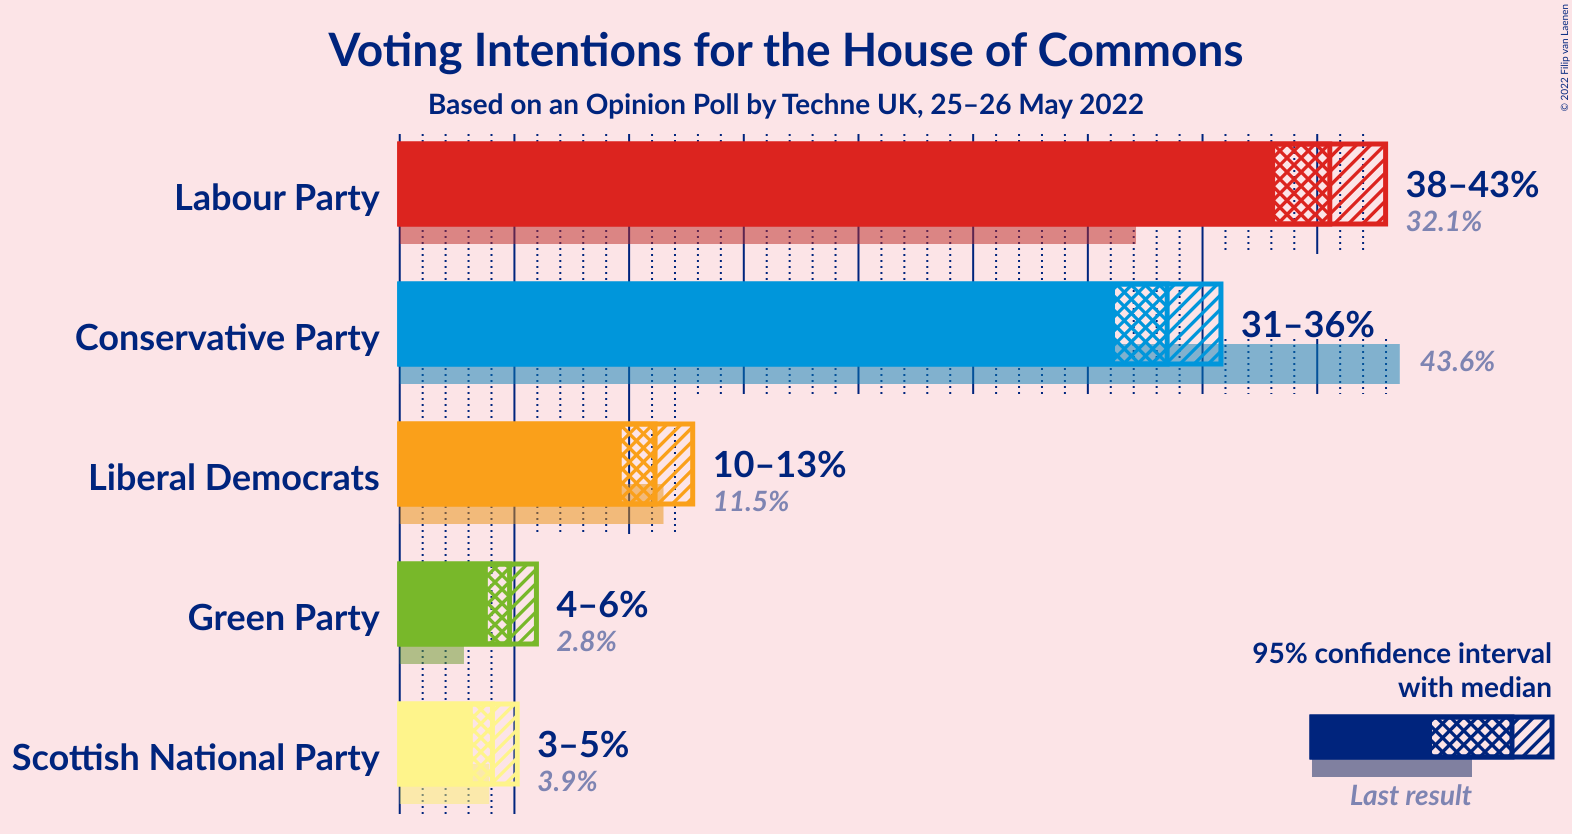 Voting Intentions for the House of Commons
Based on an Opinion Poll by Techne UK, 25–26 May 2022
© 2022 Filip van Laenen
Labour Party
38–43%
32.1%
Conservative Party
31–36%
43.6%
Liberal Democrats
10–13%
11.5%
Green Party
4–6%
2.8%
Scottish National Party
3–5%
3.9%
95% confidence interval
with median
Last result